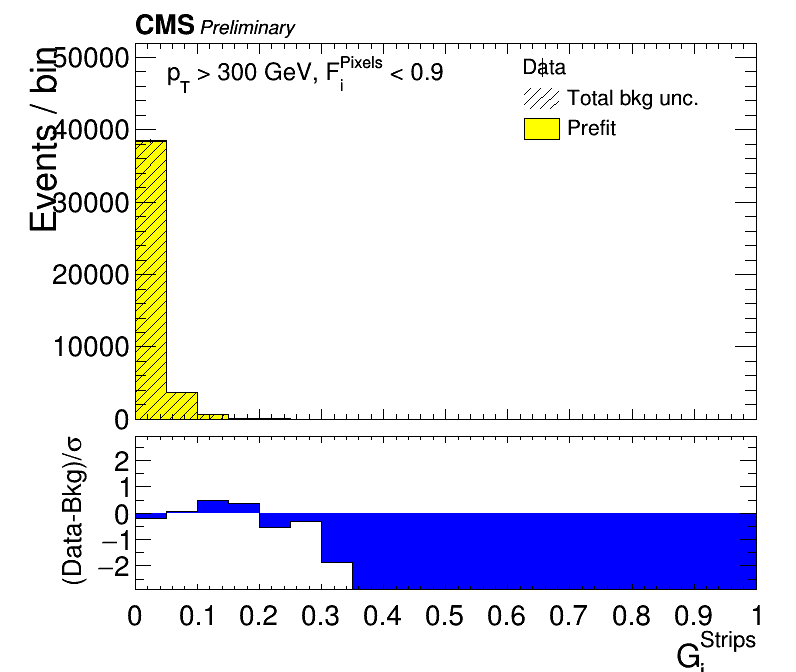 CMS Preliminary
Events / bin
50000
40000
30000
20000
10000
0
p_T > 300 GeV, F_i^Pixels < 0.9
Data
Total bkg unc.
Prefit
(Data-Bkg)/σ
2
1
0
−1
−2
0 0.1 0.2 0.3 0.4 0.5 0.6 0.7 0.8 0.9 1
G_i^Strips